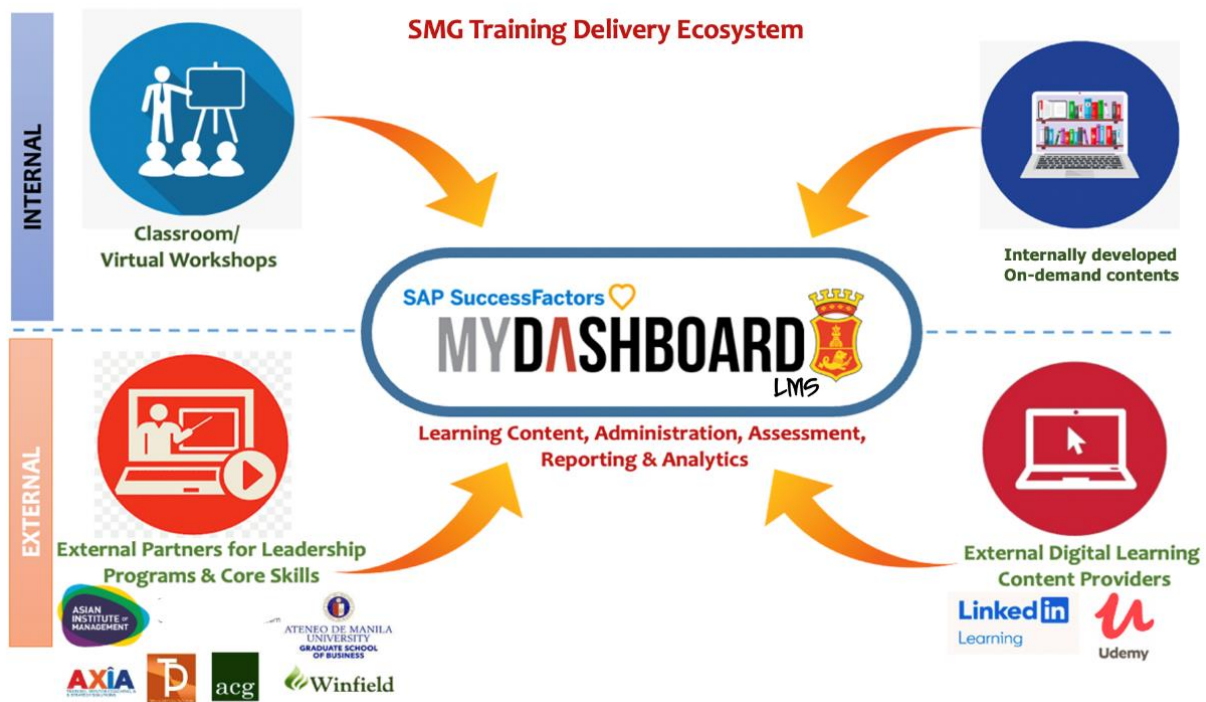 SMG Training Delivery Ecosystem
INTERNAL
Classroom/
Virtual Workshops
Internally developed
On-demand contents
SAP SuccessFactors
MYDASHBOARD
LMS
Learning Content, Administration, Assessment,
Reporting & Analytics
EXTERNAL
External Partners for Leadership
Programs & Core Skills
ASIAN
INSTITUTE OF
MANAGEMENT
ATENEO DE MANILA
UNIVERSITY
GRADUATE SCHOOL
OF BUSINESS
AXIA
acg
Winfield
External Digital Learning
Content Providers
Linked in
Learning
Udemy